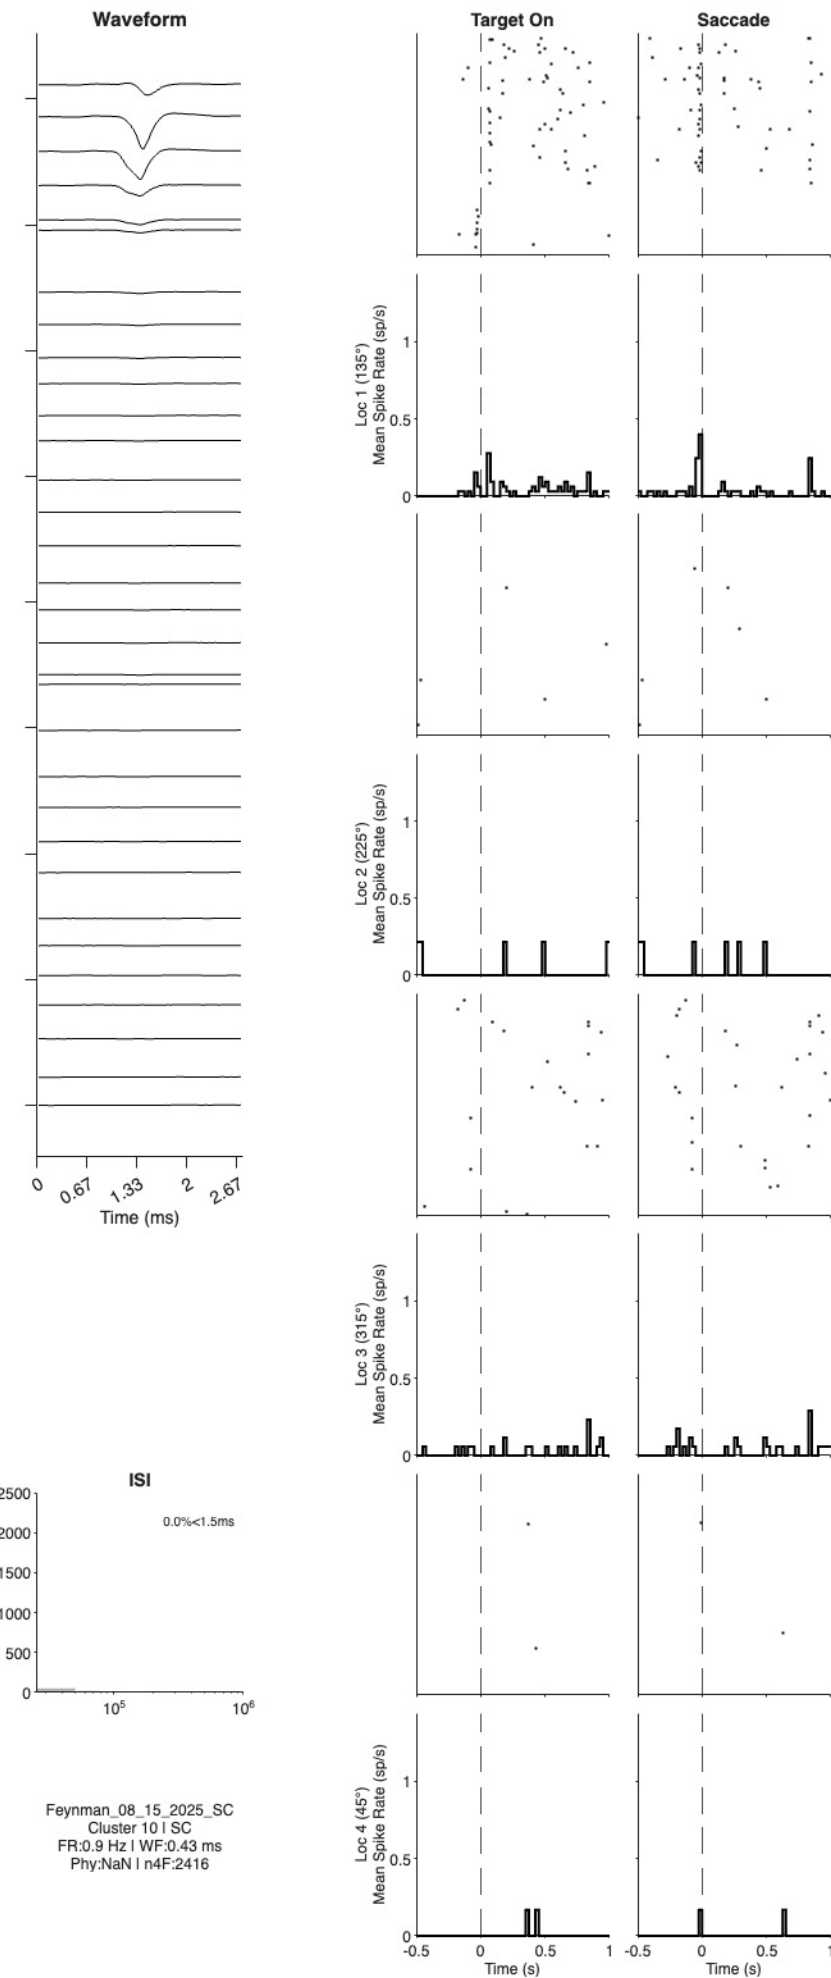 Waveform
Target On
Saccade
Loc 1 (135°)
Mean Spike Rate (sp/s)
1
0.5
0
Loc 2 (225°)
Mean Spike Rate (sp/s)
1
0.5
0
0
0.67
1.33
2
2.67
Time (ms)
Loc 3 (315°)
Mean Spike Rate (sp/s)
1
0.5
0
ISI
2500
2000
1500
1000
500
0
0.0%<1.5ms
10⁵
10⁶
Feynman_08_15_2025_SC
Cluster 10 | SC
FR:0.9 Hz | WF:0.43 ms
Phy:NaN | n4F:2416
Loc 4 (45°)
Mean Spike Rate (sp/s)
1
0.5
0
-0.5 0 0.5 1
Time (s)
-0.5 0 0.5 1
Time (s)